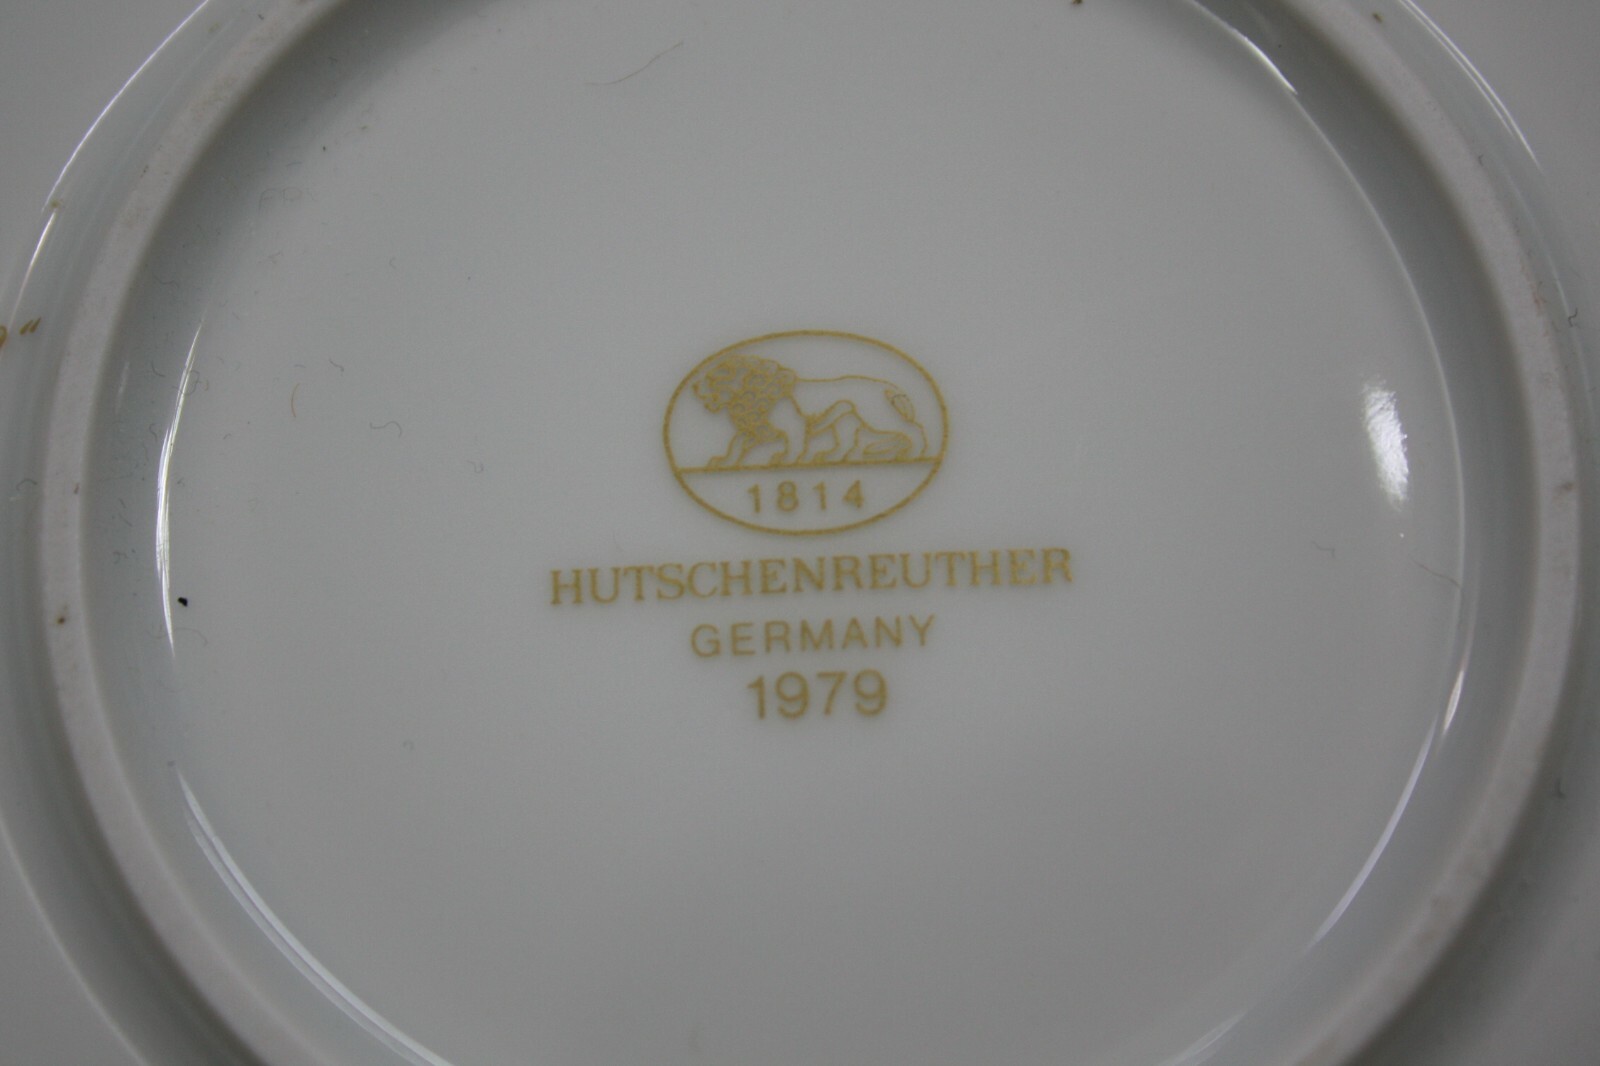 1814
HUTSCHENREUTHER
GERMANY
1979